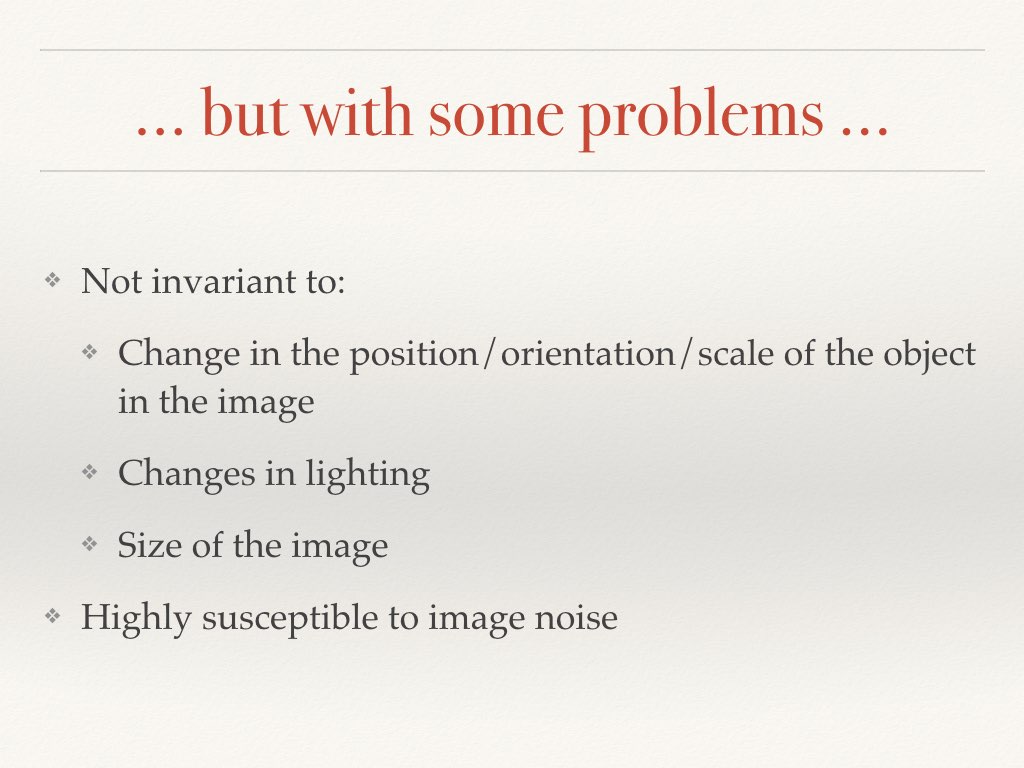 ... but with some problems ...
❖ Not invariant to:
❖ Change in the position/orientation/scale of the object
in the image
❖ Changes in lighting
❖ Size of the image
❖ Highly susceptible to image noise